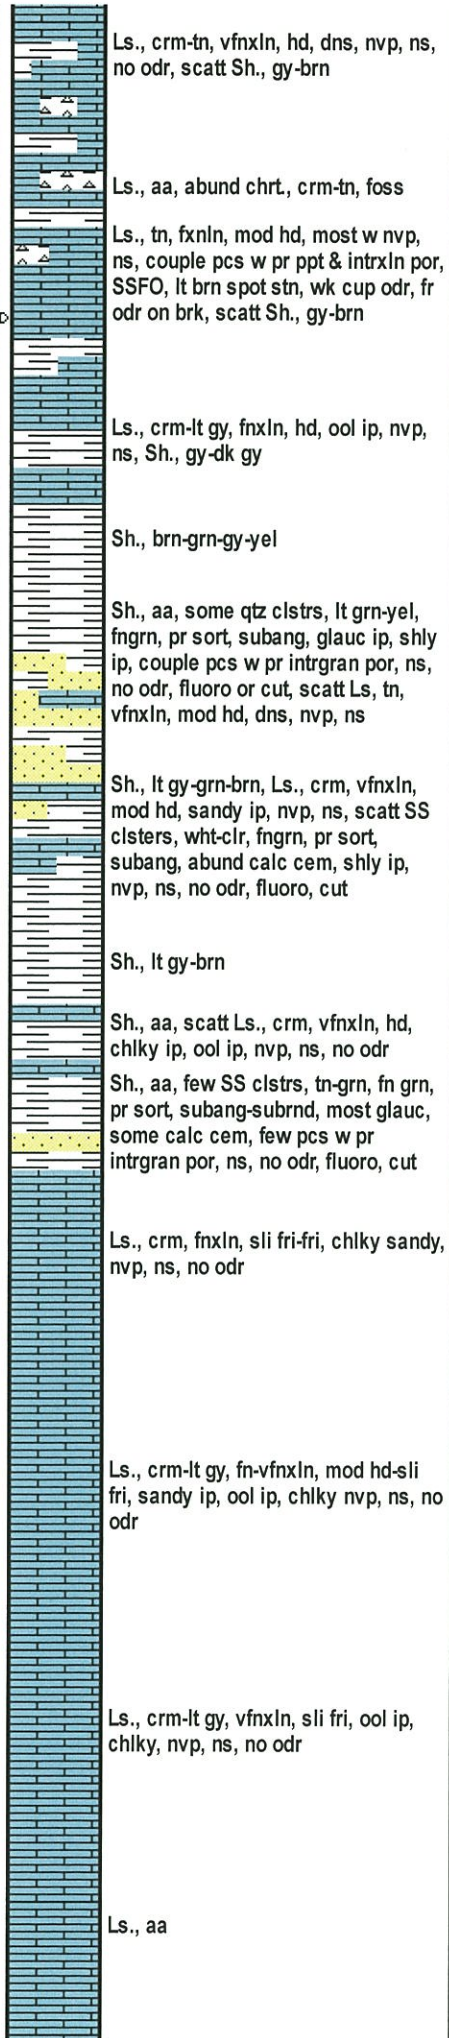 Ls., crm-tn, vfnxln, hd, dns, nvp, ns,
no odr, scatt Sh., gy-brn
Ls., aa, abund chrt., crm-tn, foss
Ls., tn, fxnln, mod hd, most w nvp,
ns, couple pcs w pr ppt & intrxln por,
SSFO, lt brn spot stn, wk cup odr, fr
odr on brk, scatt Sh., gy-brn
Ls., crm-lt gy, fnxln, hd, ool ip, nvp,
ns, Sh., gy-dk gy
Sh., brn-grn-gy-yel
Sh., aa, some qtz clstrs, lt grn-yel,
fngrn, pr sort, subang, glauc ip, shly
ip, couple pcs w pr intrgran por, ns,
no odr, fluoro or cut, scatt Ls, tn,
vfnxln, mod hd, dns, nvp, ns
Sh., lt gy-grn-brn, Ls., crm, vfnxln,
mod hd, sandy ip, nvp, ns, scatt SS
clsters, wht-clr, fngrn, pr sort,
subang, abund calc cem, shly ip,
nvp, ns, no odr, fluoro, cut
Sh., lt gy-brn
Sh., aa, scatt Ls., crm, vfnxln, hd,
chlky ip, ool ip, nvp, ns, no odr
Sh., aa, few SS clstrs, tn-grn, fn grn,
pr sort, subang-subrnd, most glauc,
some calc cem, few pcs w pr
intrgran por, ns, no odr, fluoro, cut
Ls., crm, fnxln, sli fri-fri, chlky sandy,
nvp, ns, no odr
Ls., crm-lt gy, fn-vfnxln, mod hd-sli
fri, sandy ip, ool ip, chlky nvp, ns, no
odr
Ls., crm-lt gy, vfnxln, sli fri, ool ip,
chlky, nvp, ns, no odr
Ls., aa